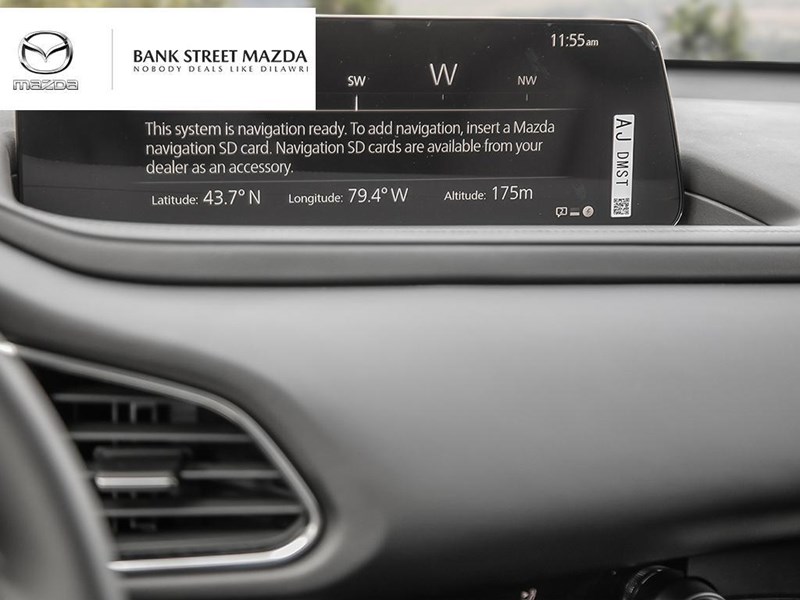 mazda
BANK STREET MAZDA
NOBODY DEALS LIKE DILAWRI
11:55am
SW W NW
This system is navigation ready. To add navigation, insert a Mazda
navigation SD card. Navigation SD cards are available from your
dealer as an accessory.
Latitude: 43.7° N Longitude: 79.4° W Altitude: 175m
AJ DMST